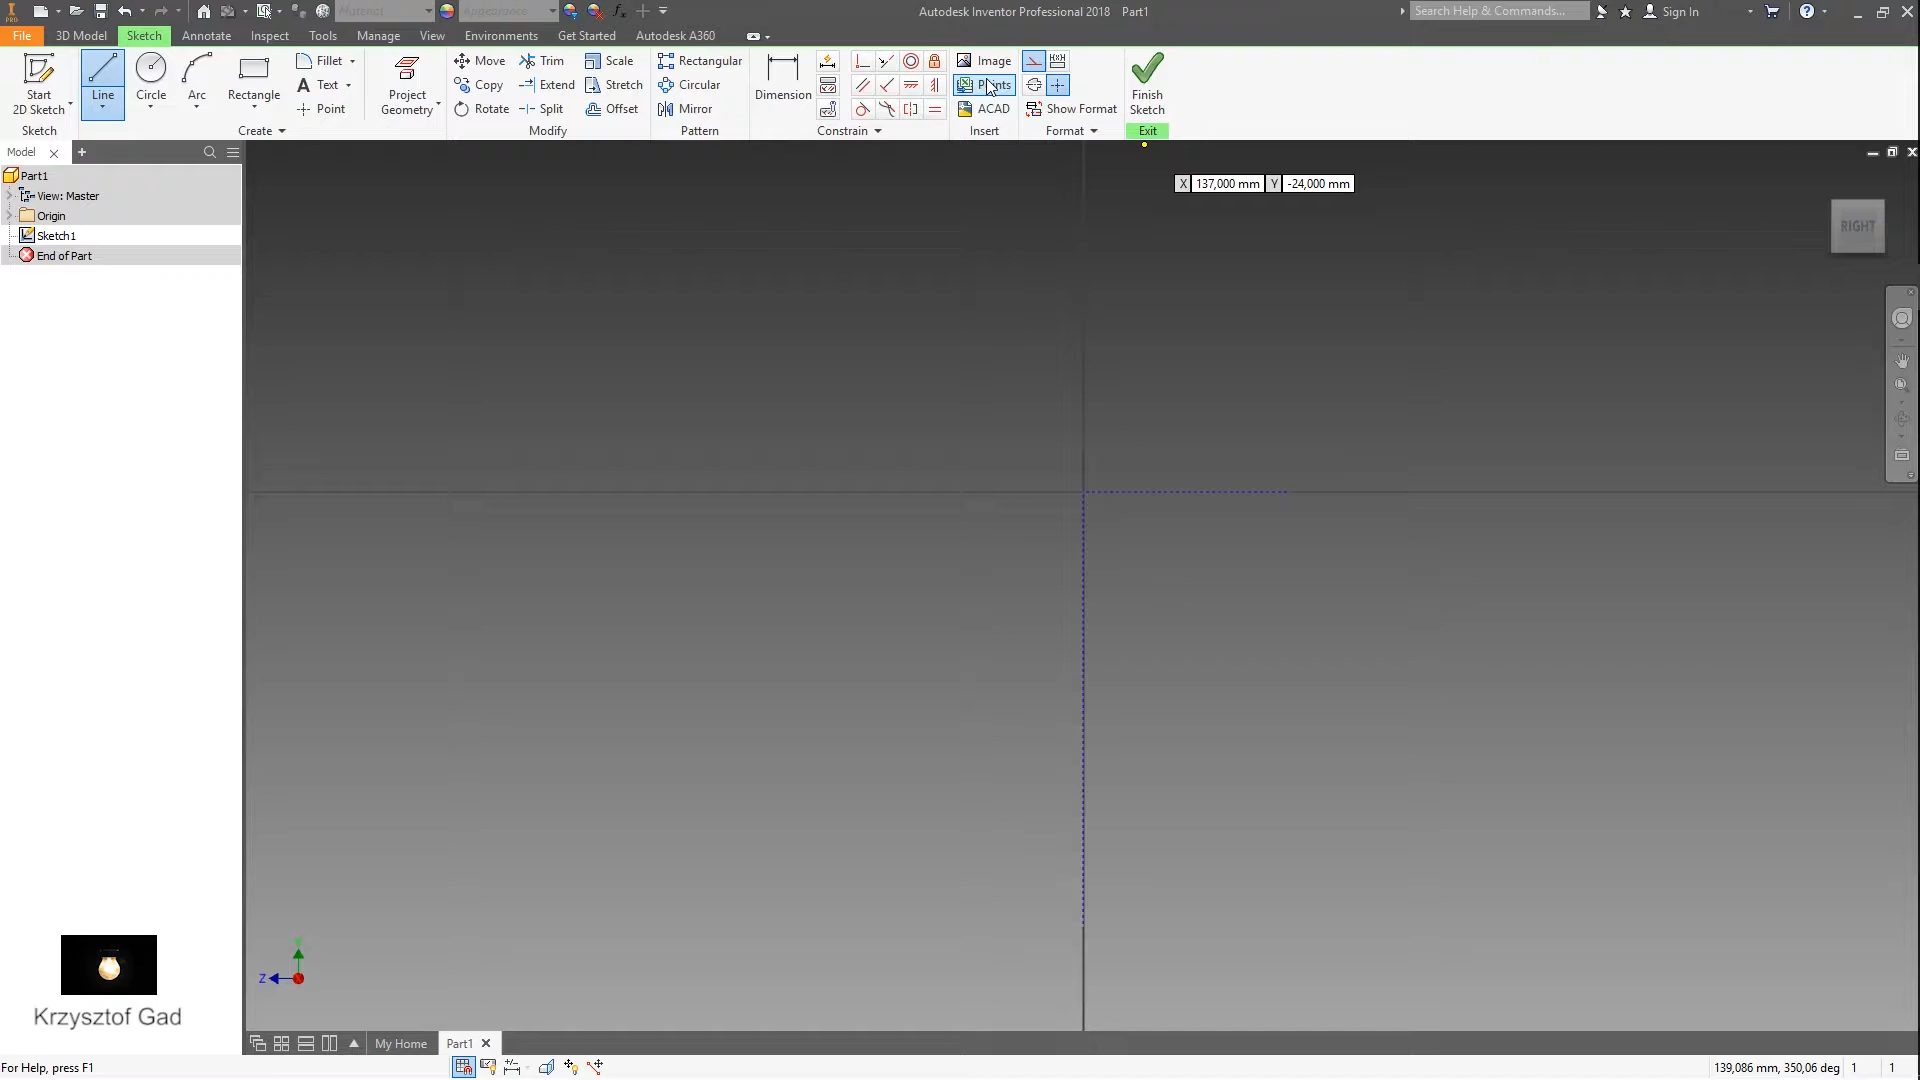 PRO Material Appearance fx Autodesk Inventor Professional 2018 Part1 Search Help & Commands... Sign In
File 3D Model Sketch Annotate Inspect Tools Manage View Environments Get Started Autodesk A360
Start 2D Sketch Line Circle Arc Rectangle Fillet Text Point Project Geometry Move Copy Rotate Trim Extend Split Scale Stretch Offset Rectangular Circular Mirror Dimension Image Points ACAD Show Format Finish Sketch
Sketch Create Modify Pattern Constrain Insert Format Exit
Model
Part1
View: Master
Origin
Sketch1
End of Part
X 137,000 mm Y -24,000 mm
RIGHT
Z
Krzysztof Gad
My Home Part1
For Help, press F1
139,086 mm, 350,06 deg 1 1